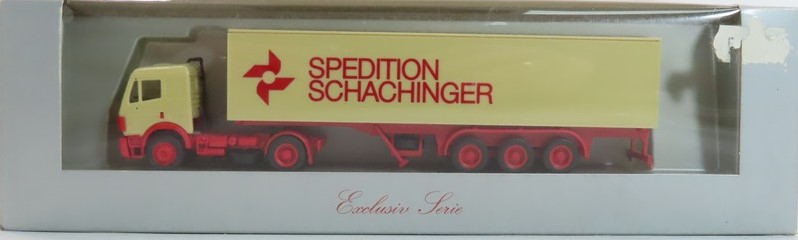 SPEDITION
SCHACHINGER
Exclusiv Serie